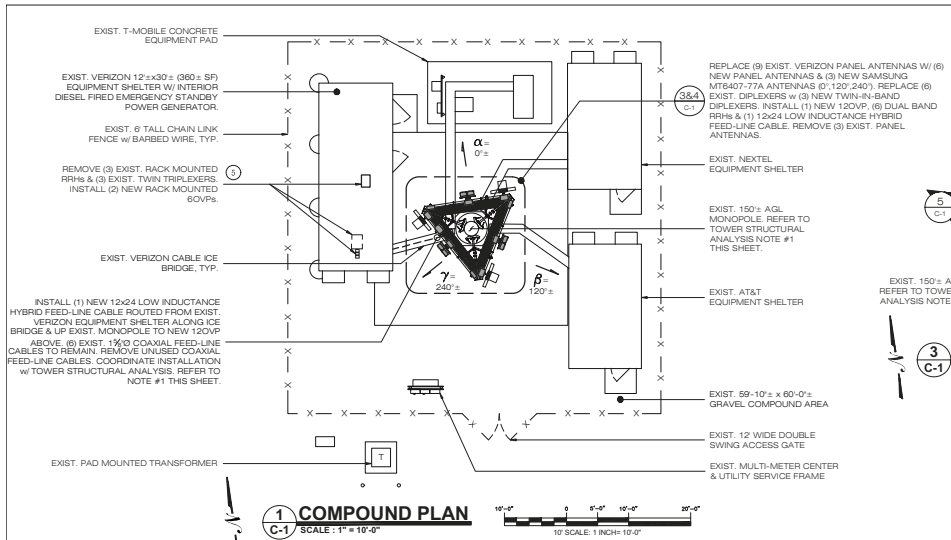 EXIST. T-MOBILE CONCRETE
EQUIPMENT PAD
EXIST. VERIZON 12'±x30'± (360± SF)
EQUIPMENT SHELTER W/ INTERIOR
DIESEL FIRED EMERGENCY STANDBY
POWER GENERATOR.
EXIST. 6' TALL CHAIN LINK
FENCE w/ BARBED WIRE, TYP.
REMOVE (3) EXIST. RACK MOUNTED
RRHs & (3) EXIST. TWIN TRIPLEXERS.
INSTALL (2) NEW RACK MOUNTED
6OVPs.
5
EXIST. VERIZON CABLE ICE
BRIDGE, TYP.
INSTALL (1) NEW 12x24 LOW INDUCTANCE
HYBRID FEED-LINE CABLE ROUTED FROM EXIST.
VERIZON EQUIPMENT SHELTER ALONG ICE
BRIDGE & UP EXIST. MONOPOLE TO NEW 12OVP
ABOVE. (6) EXIST. 1⅝"Ø COAXIAL FEED-LINE
CABLES TO REMAIN. REMOVE UNUSED COAXIAL
FEED-LINE CABLES. COORDINATE INSTALLATION
w/ TOWER STRUCTURAL ANALYSIS. REFER TO
NOTE #1 THIS SHEET.
EXIST. PAD MOUNTED TRANSFORMER
T
α=
0°±
γ=
240°±
β=
120°±
REPLACE (9) EXIST. VERIZON PANEL ANTENNAS W/ (6)
NEW PANEL ANTENNAS & (3) NEW SAMSUNG
MT6407-77A ANTENNAS (0°,120°,240°). REPLACE (6)
EXIST. DIPLEXERS w (3) NEW TWIN-IN-BAND
DIPLEXERS. INSTALL (1) NEW 12OVP, (6) DUAL BAND
RRHs & (1) 12x24 LOW INDUCTANCE HYBRID
FEED-LINE CABLE. REMOVE (3) EXIST. PANEL
ANTENNAS.
3&4
C-1
EXIST. NEXTEL
EQUIPMENT SHELTER
EXIST. 150'± AGL
MONOPOLE. REFER TO
TOWER STRUCTURAL
ANALYSIS NOTE #1
THIS SHEET.
EXIST. AT&T
EQUIPMENT SHELTER
EXIST. 59'-10"± x 60'-0"±
GRAVEL COMPOUND AREA
EXIST. 12' WIDE DOUBLE
SWING ACCESS GATE
EXIST. MULTI-METER CENTER
& UTILITY SERVICE FRAME
5
C-1
EXIST. 150'± A
REFER TO TOWE
ANALYSIS NOTE
N
3
C-1
N
1
C-1
COMPOUND PLAN
SCALE : 1" = 10'-0"
10'-0" 0 5'-0" 10'-0" 20'-0"
10' SCALE: 1 INCH= 10'-0"